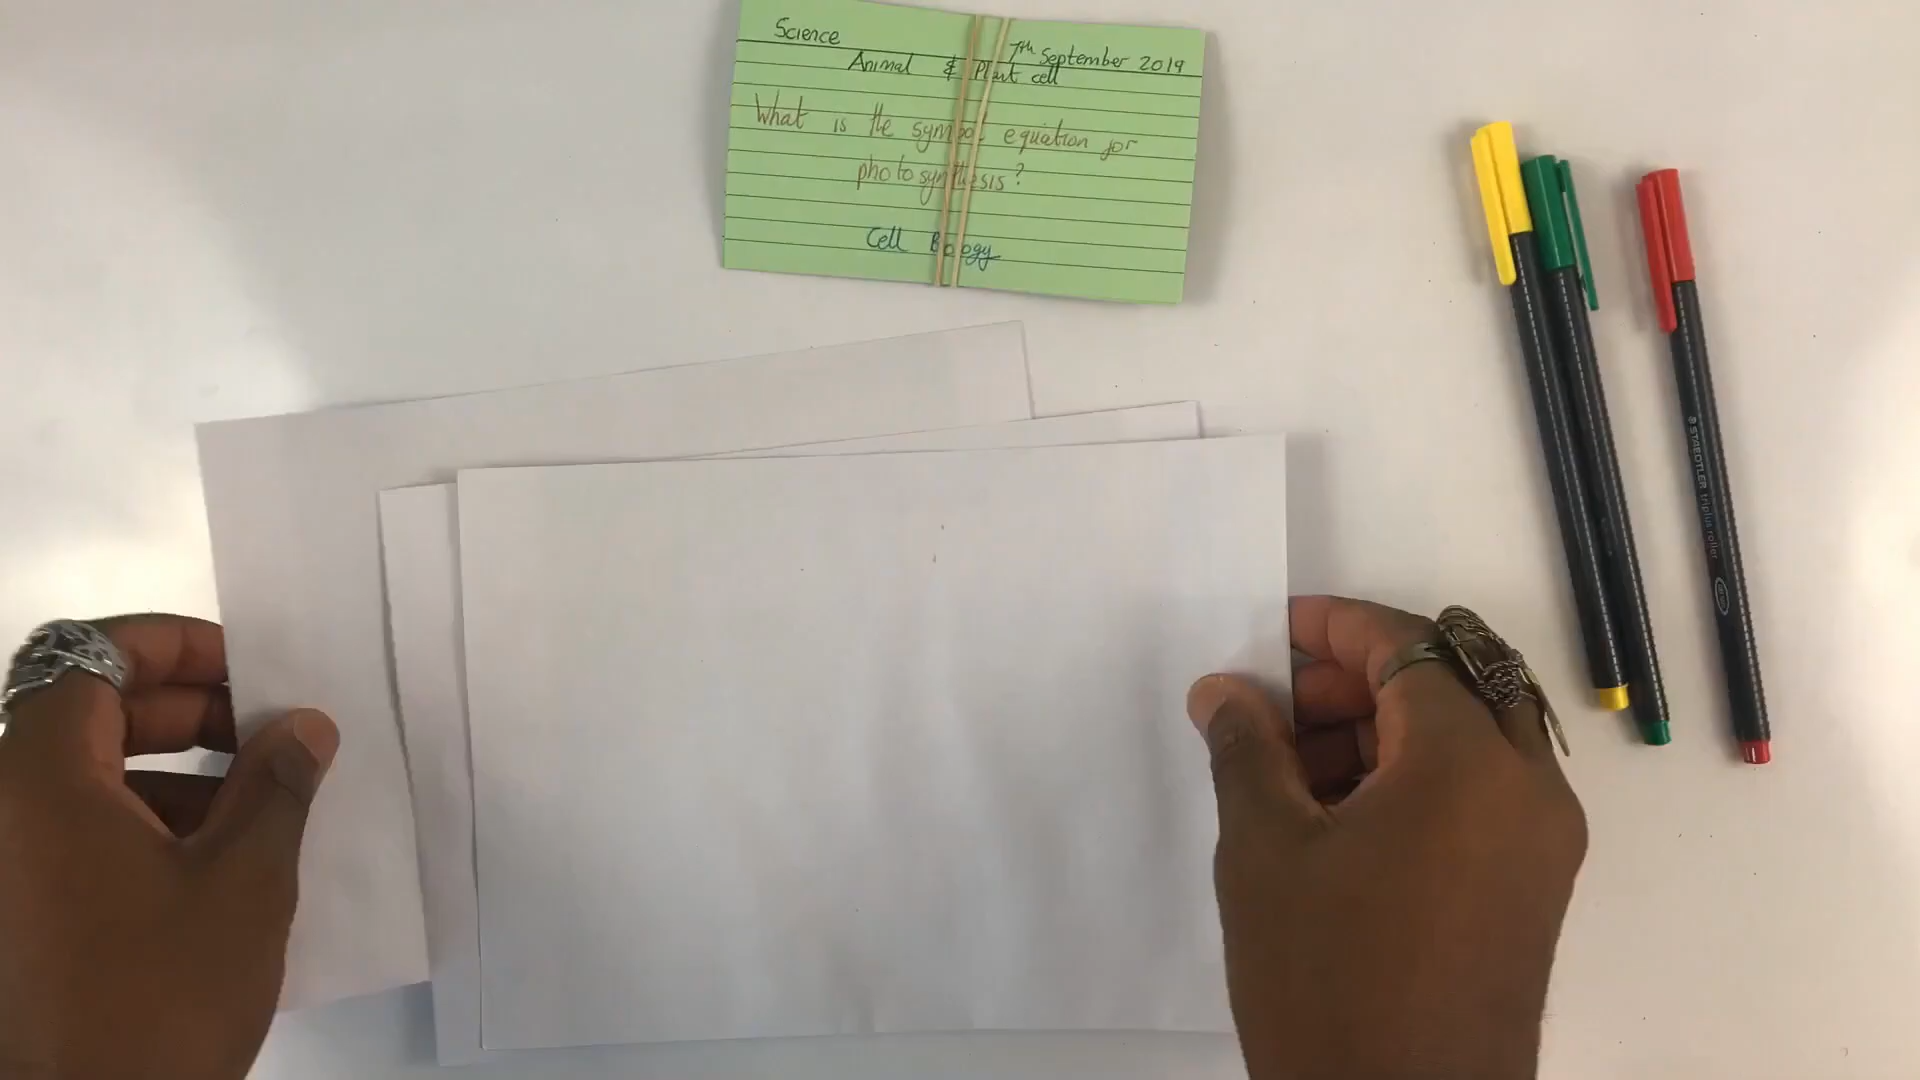 Science
7th September 2019
Animal & Plant cell
What is the symbol equation for
photosynthesis?
Cell Biology
STAEDTLER triplus roller